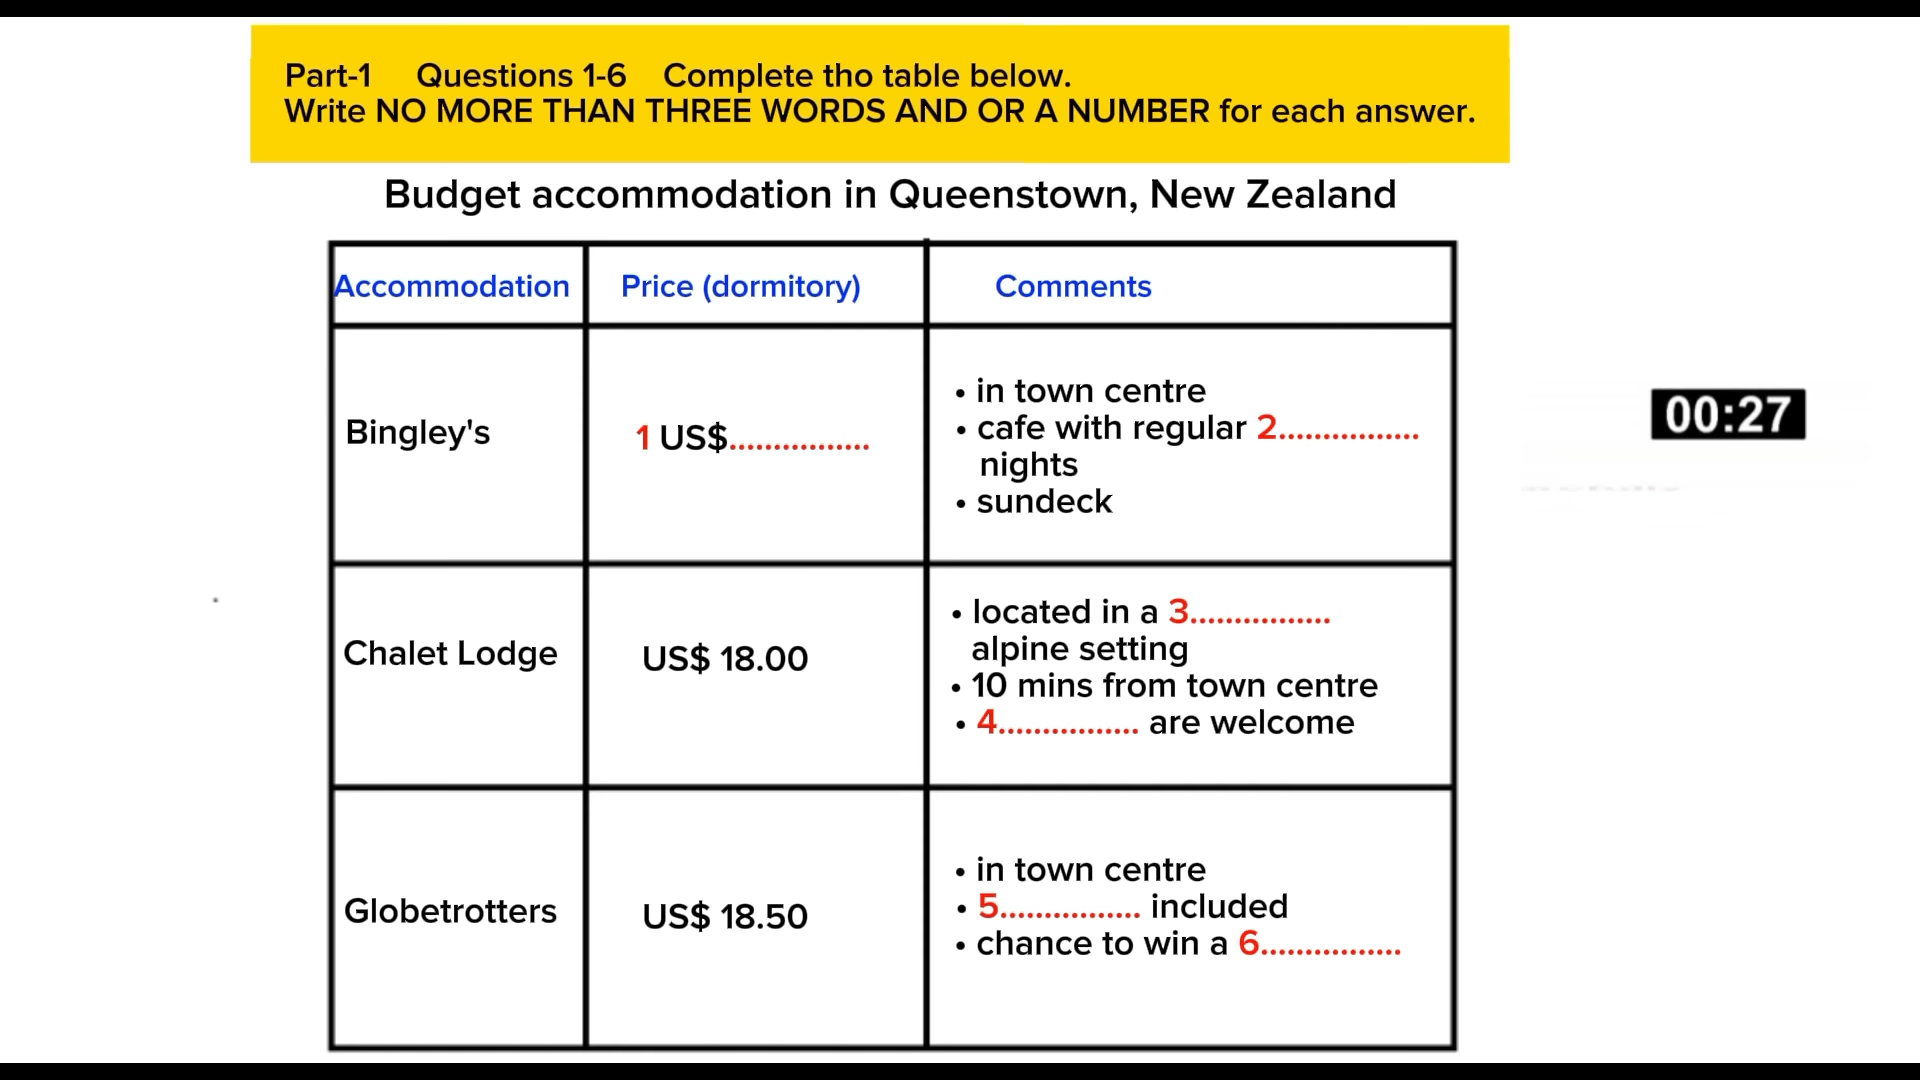 Part-1 Questions 1-6 Complete tho table below.
Write NO MORE THAN THREE WORDS AND OR A NUMBER for each answer.
Budget accommodation in Queenstown, New Zealand
Accommodation Price (dormitory) Comments
Bingley's
1 US$................
• in town centre
• cafe with regular 2................
nights
• sundeck
00:27
Chalet Lodge
US$ 18.00
• located in a 3................
alpine setting
• 10 mins from town centre
• 4................ are welcome
Globetrotters
US$ 18.50
• in town centre
• 5................ included
• chance to win a 6................